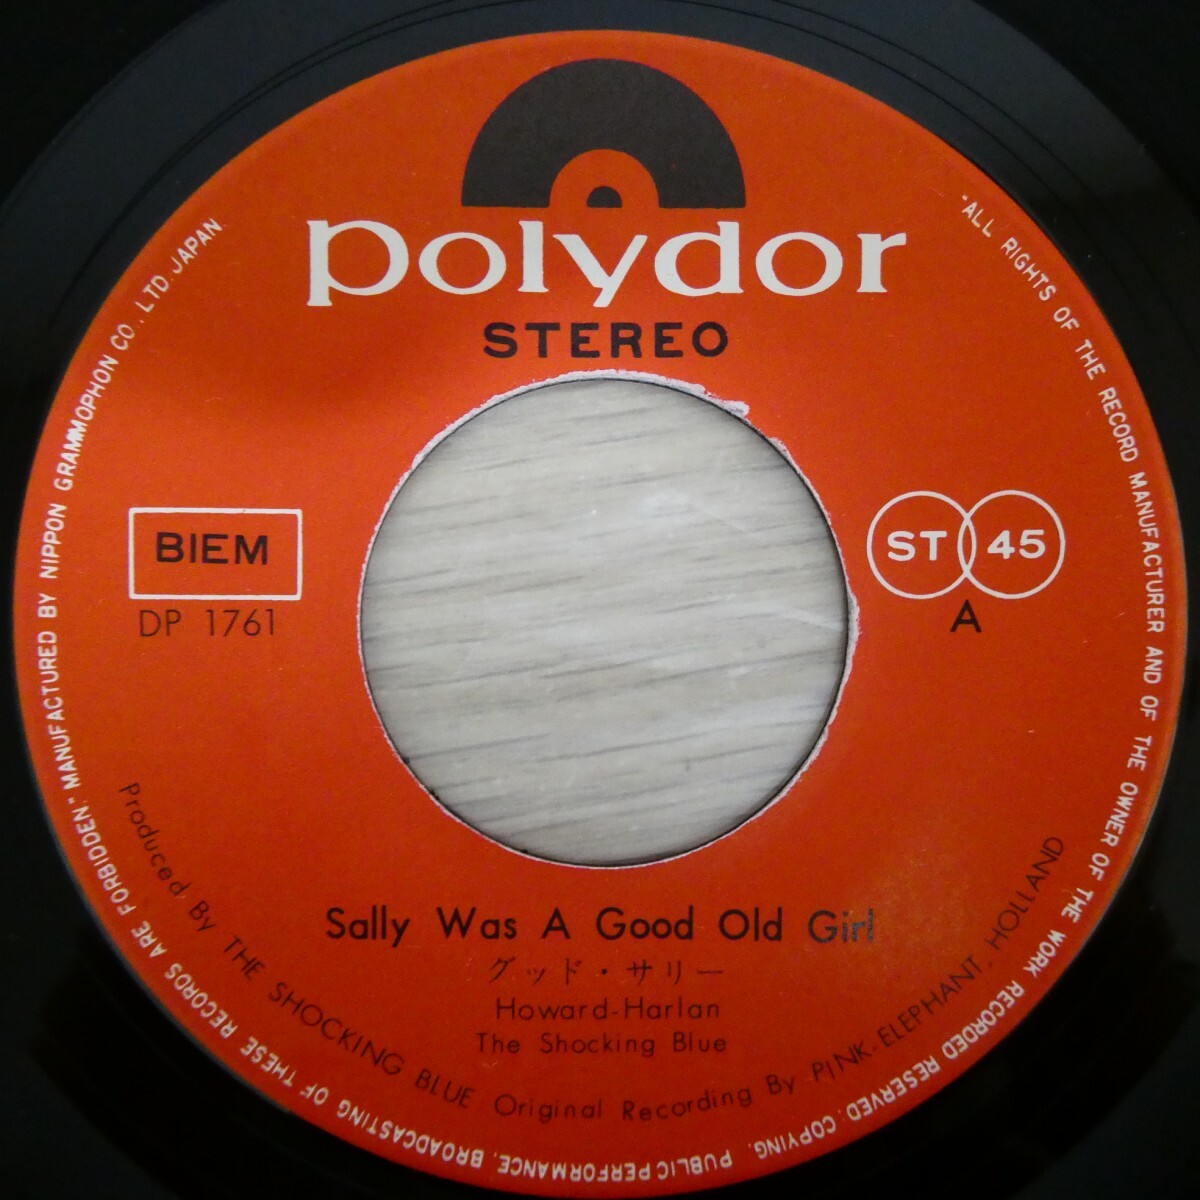 polydor
STEREO
BIEM
DP 1761
ST 45
A
Sally Was A Good Old Girl
グッド・サリー
Howard-Harlan
The Shocking Blue
Produced By THE SHOCKING BLUE Original Recording By PINK-ELEPHANT, HOLLAND
"ALL RIGHTS OF THE RECORD MANUFACTURER AND OF THE OWNER OF THE WORK RECORDED RESERVED. COPYING, PUBLIC PERFORMANCE, BROADCASTING OF THESE RECORDS ARE FORBIDDEN." MANUFACTURED BY NIPPON GRAMMOPHON CO., LTD. JAPAN